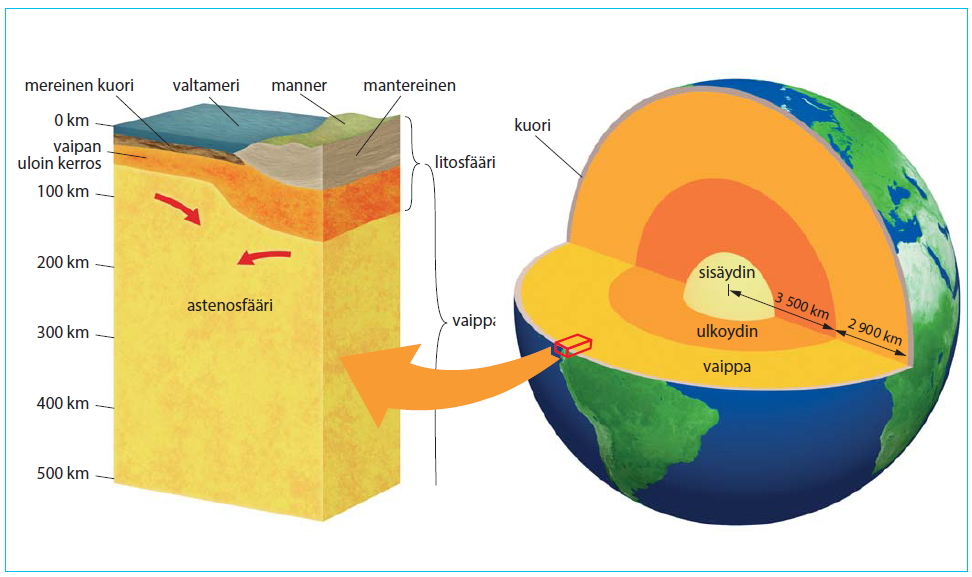 mereinen kuori
valtameri
manner
mantereinen
0 km
vaipan
uloin kerros
100 km
200 km
300 km
400 km
500 km
litosfääri
astenosfääri
vaippa
kuori
sisäydin
3 500 km
2 900 km
ulkoydin
vaippa